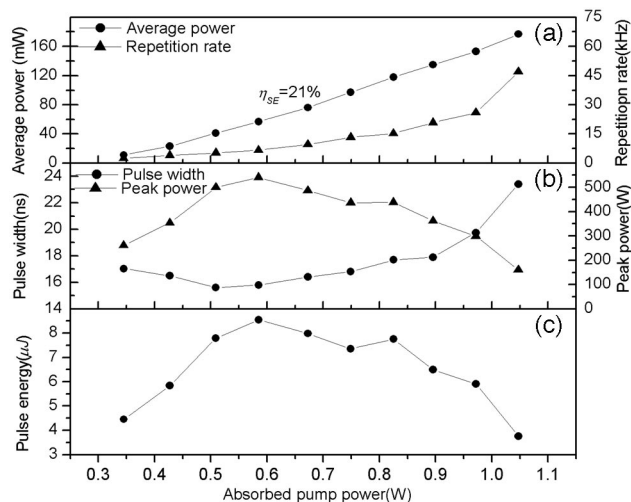 Average power
Repetition rate
(a)
ηSE=21%
Average power (mW)
160
120
80
40
0
75
60
45
30
15
0
Repetitiopn rate(kHz)
Pulse width
Peak power
(b)
Pulse width(ns)
24
22
20
18
16
14
500
400
300
200
100
0
Peak power(W)
(c)
Pulse energy(μJ)
8
7
6
5
4
3
0.3 0.4 0.5 0.6 0.7 0.8 0.9 1.0 1.1
Absorbed pump power(W)